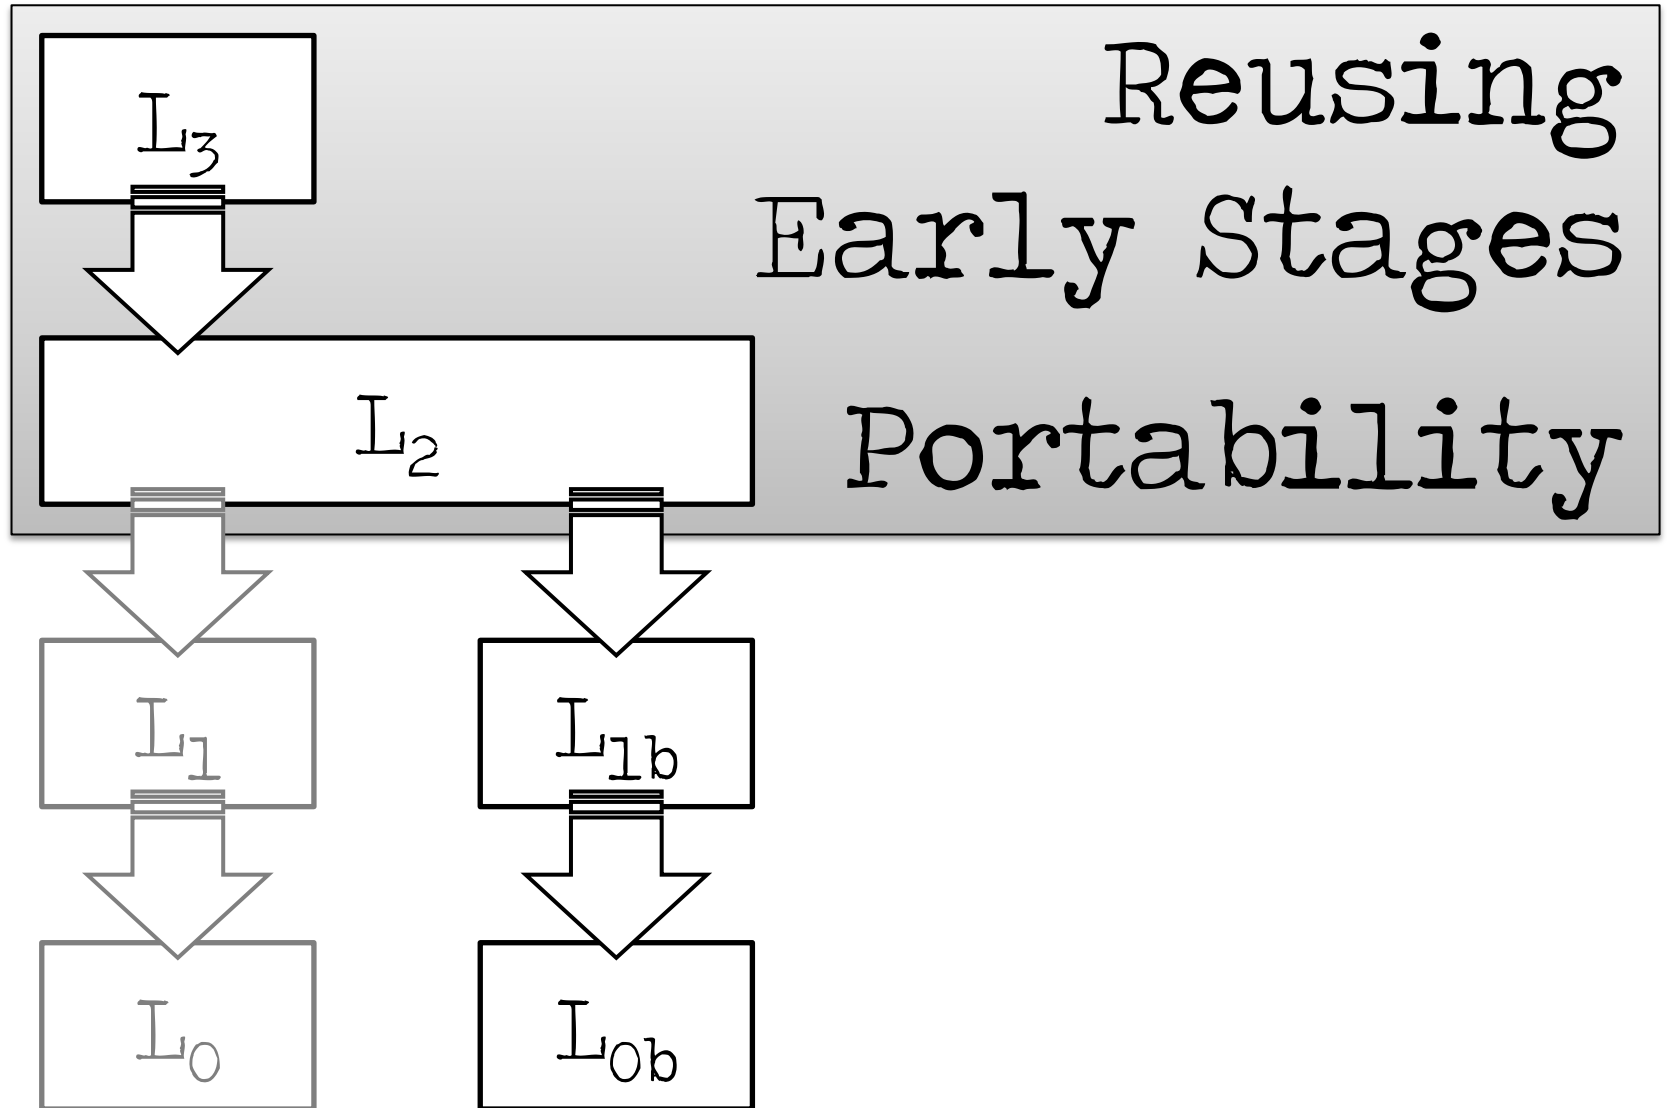 Reusing
Early Stages
Portability
L3
L2
L1
L1b
L0
L0b